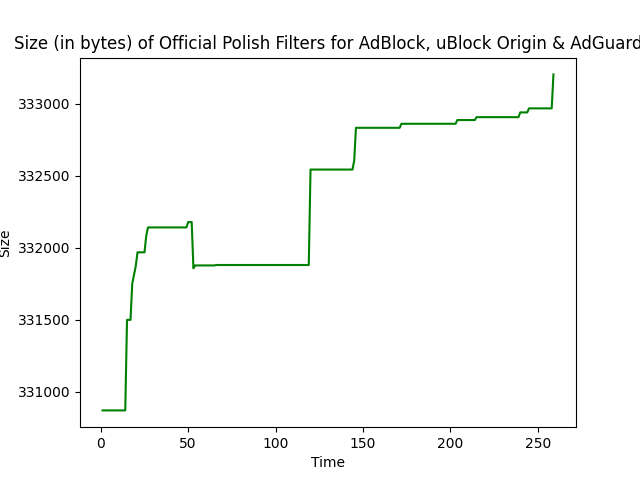 Size (in bytes) of Official Polish Filters for AdBlock, uBlock Origin & AdGuard
333000
332500
332000
331500
331000
Size
0 50 100 150 200 250
Time